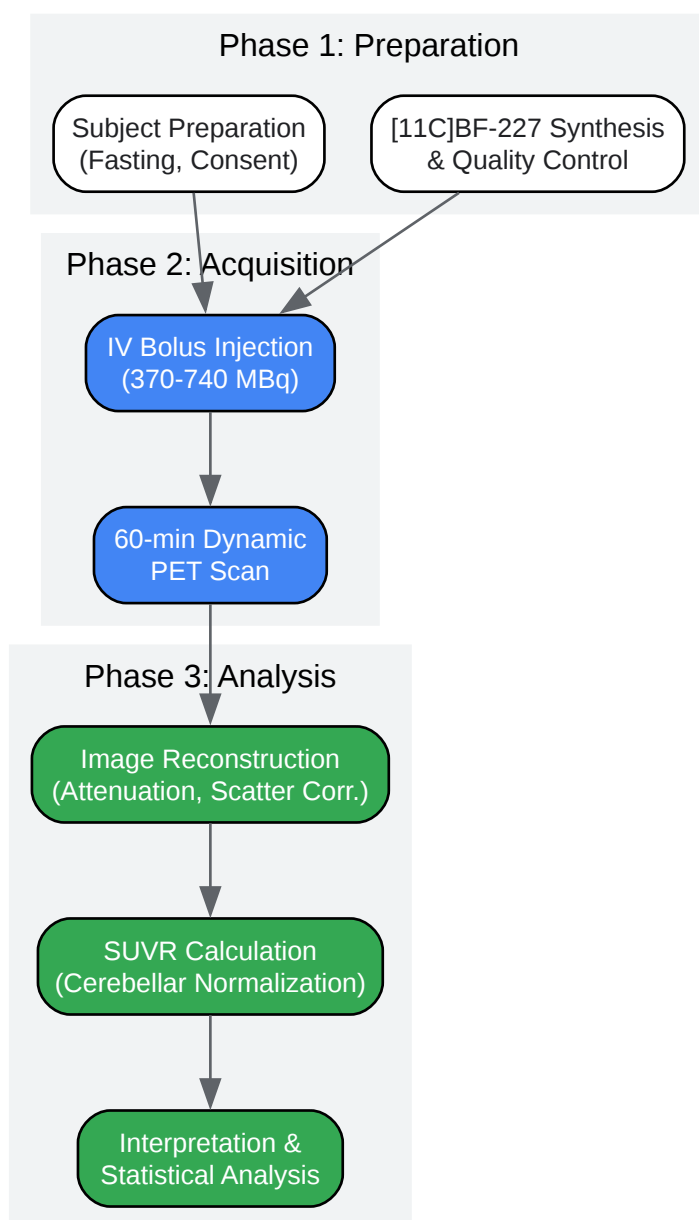 Phase 1: Preparation
Subject Preparation
(Fasting, Consent)
[11C]BF-227 Synthesis
& Quality Control
Phase 2: Acquisition
IV Bolus Injection
(370-740 MBq)
60-min Dynamic
PET Scan
Phase 3: Analysis
Image Reconstruction
(Attenuation, Scatter Corr.)
SUVR Calculation
(Cerebellar Normalization)
Interpretation &
Statistical Analysis